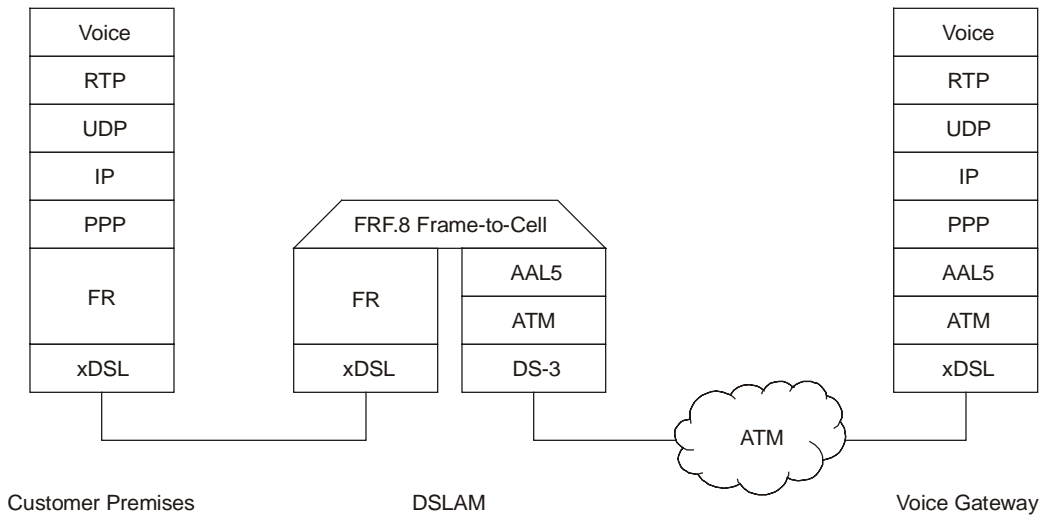 Voice
RTP
UDP
IP
PPP
FR
xDSL
Customer Premises
FRF.8 Frame-to-Cell
FR
xDSL
AAL5
ATM
DS-3
DSLAM
ATM
Voice
RTP
UDP
IP
PPP
AAL5
ATM
xDSL
Voice Gateway